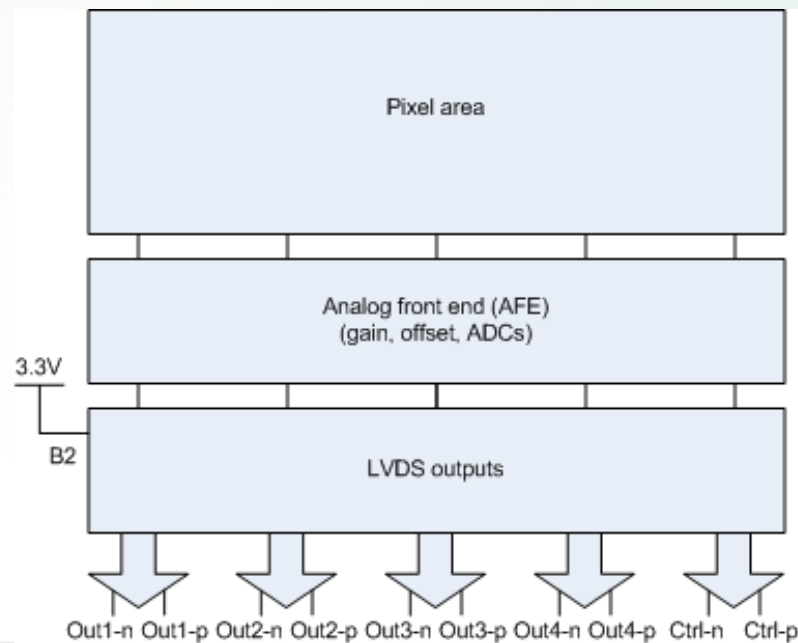 Pixel area
Analog front end (AFE)
(gain, offset, ADCs)
3.3V
B2
LVDS outputs
Out1-n Out1-p Out2-n Out2-p Out3-n Out3-p Out4-n Out4-p Ctrl-n Ctrl-p